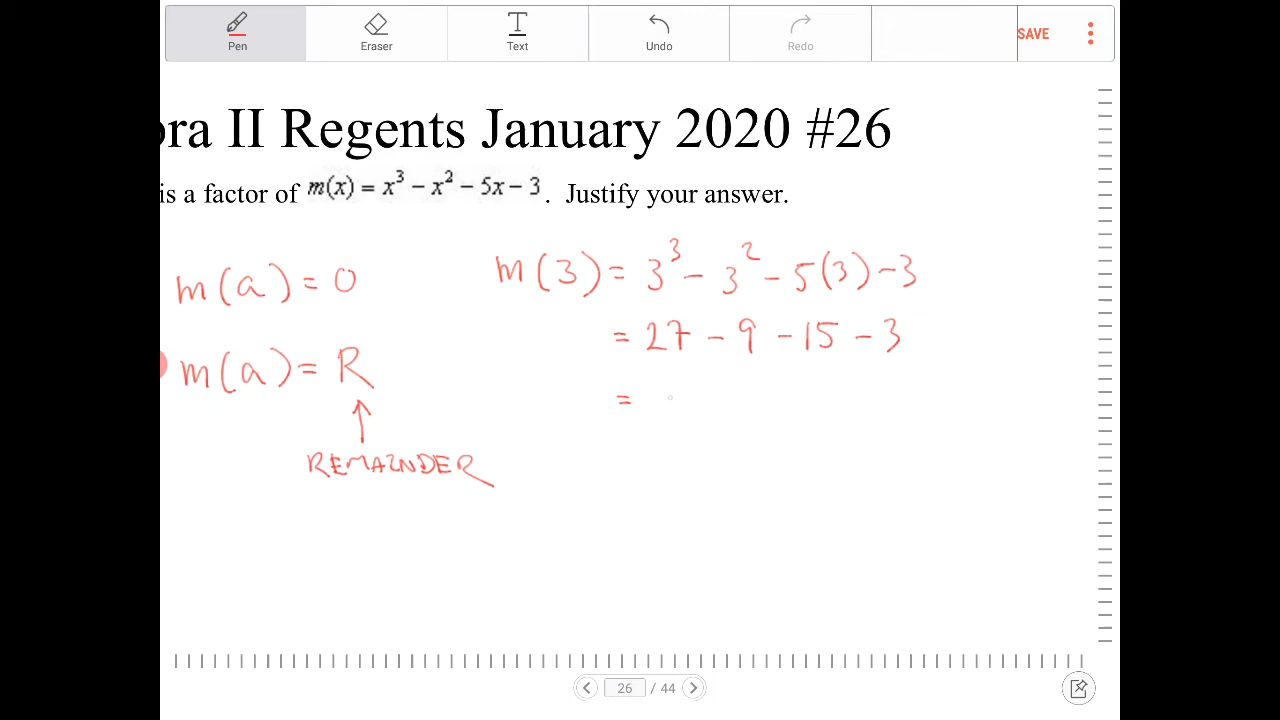 Pen Eraser Text Undo Redo SAVE
bra II Regents January 2020 #26
is a factor of m(x) = x³ − x² − 5x − 3. Justify your answer.
m(a) = 0
m(a) = R
↑
REMAINDER
m(3) = 3³ − 3² − 5(3) − 3
= 27 − 9 − 15 − 3
=
26 / 44